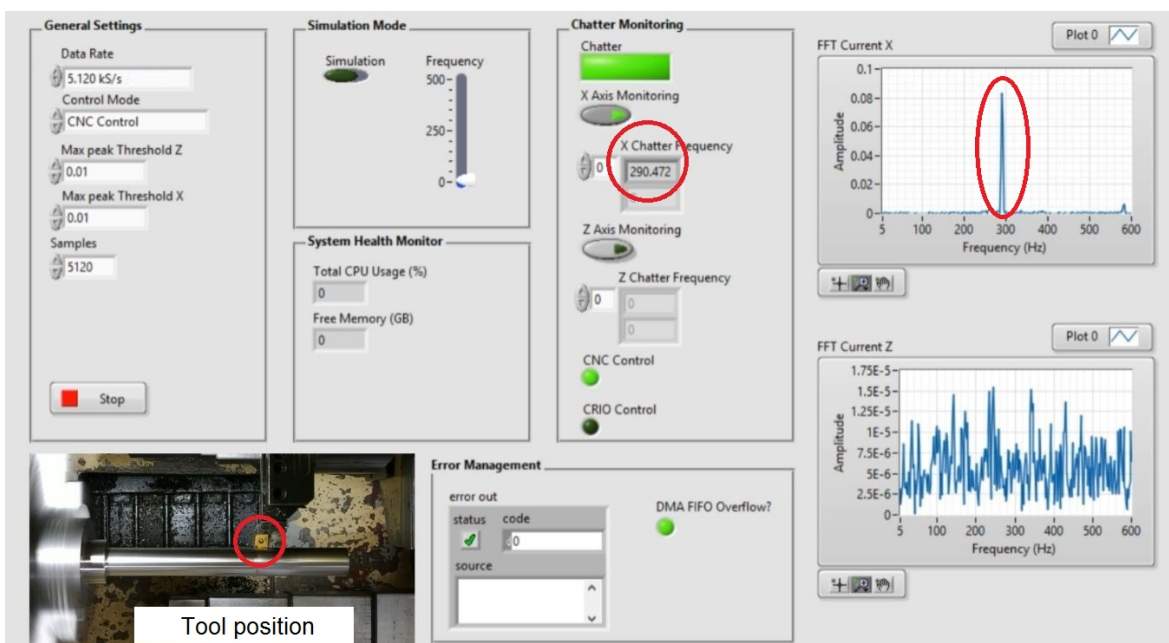 General Settings
Data Rate
5.120 kS/s
Control Mode
CNC Control
Max peak Threshold Z
0.01
Max peak Threshold X
0.01
Samples
5120
Stop
Simulation Mode
Simulation
Frequency
500
250
0
System Health Monitor
Total CPU Usage (%)
0
Free Memory (GB)
0
Chatter Monitoring
Chatter
X Axis Monitoring
X Chatter Frequency
0
290.472
0
Z Axis Monitoring
Z Chatter Frequency
0
0
0
CNC Control
CRIO Control
FFT Current X
Plot 0
0.1
0.08
0.06
0.04
0.02
0
Amplitude
5 100 200 300 400 500 600
Frequency (Hz)
FFT Current Z
Plot 0
1.75E-5
1.5E-5
1.25E-5
1E-5
7.5E-6
5E-6
2.5E-6
0
Amplitude
5 100 200 300 400 500 600
Frequency (Hz)
Tool position
Error Management
error out
status code
0
source
DMA FIFO Overflow?